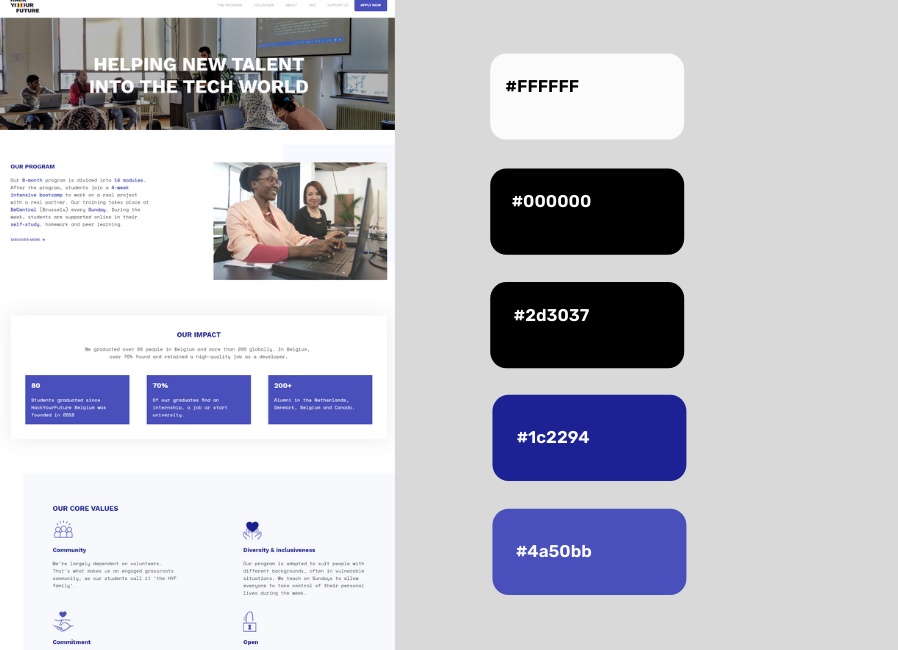 HACK
YOUR
FUTURE
THE PROGRAM
VOLUNTEER
ABOUT
FAQ
SUPPORT US
APPLY NOW
HELPING NEW TALENT
INTO THE TECH WORLD
OUR PROGRAM
Our 8-month program is divided into 14 modules.
After the program, students join a 4-week
intensive bootcamp to work on a real project
with a real partner. Our training takes place at
BeCentral (Brussels) every Sunday. During the
week, students are supported online in their
self-study, homework and peer learning.
DISCOVER MORE
OUR IMPACT
We graduated over 80 people in Belgium and more than 200 globally. In Belgium,
over 70% found and retained a high-quality job as a developer.
80
Students graduated since
HackYourFuture Belgium was
founded in 2018
70%
Of our graduates find an
internship, a job or start
university.
200+
Alumni in the Netherlands,
Denmark, Belgium and Canada.
OUR CORE VALUES
Community
We're largely dependent on volunteers.
That's what makes us an engaged grassroots
community, as our students call it 'the HYF
family'.
Diversity & inclusiveness
Our program is adapted to suit people with
different backgrounds, often in vulnerable
situations. We teach on Sundays to allow
everyone to take control of their personal
lives during the week.
Commitment
Open
#FFFFFF
#000000
#2d3037
#1c2294
#4a50bb